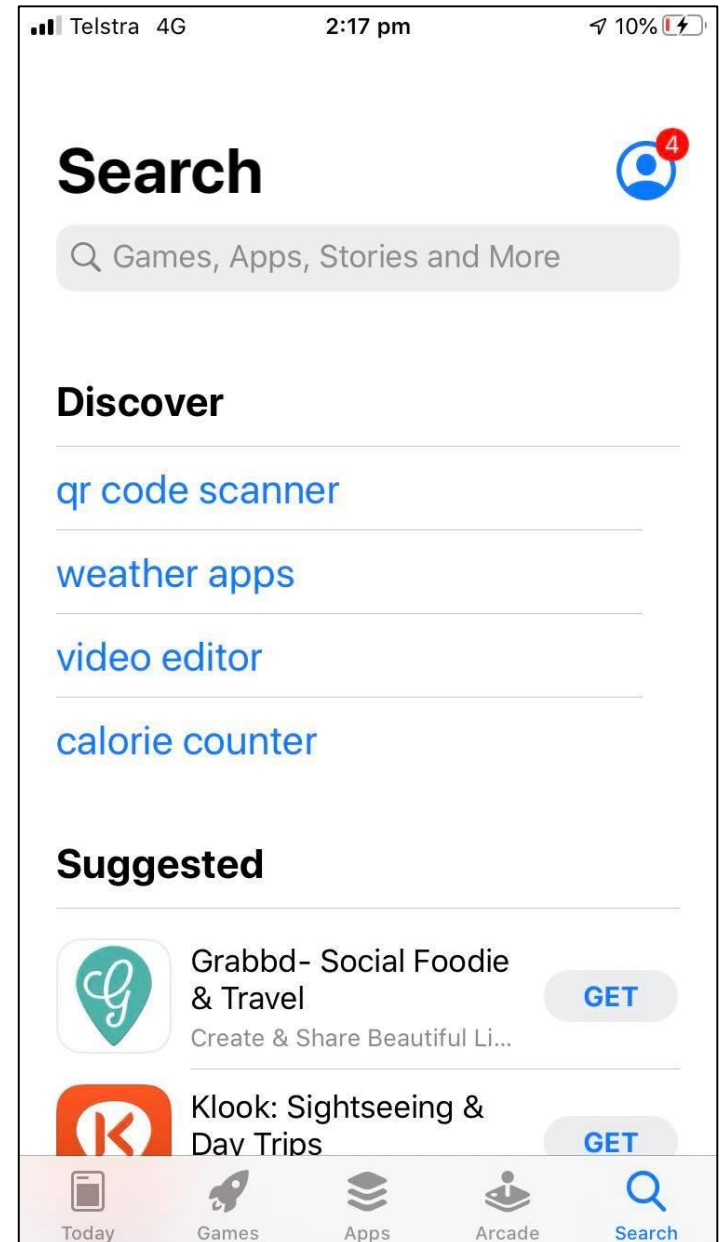 Telstra 4G 2:17 pm 10%
4
Search
Games, Apps, Stories and More
Discover
qr code scanner
weather apps
video editor
calorie counter
Suggested
Grabbd- Social Foodie
& Travel
GET
Create & Share Beautiful Li...
Klook: Sightseeing &
Day Trips
GET
Today Games Apps Arcade Search